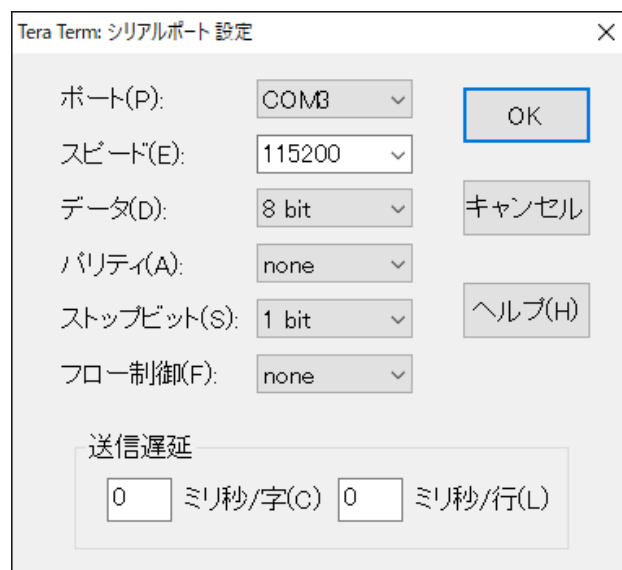 Tera Term: シリアルポート 設定
ポート(P): COM3
OK
スピード(E): 115200
データ(D): 8 bit
キャンセル
パリティ(A): none
ヘルプ(H)
ストップビット(S): 1 bit
フロー制御(F): none
送信遅延
0 ミリ秒/字(C) 0 ミリ秒/行(L)